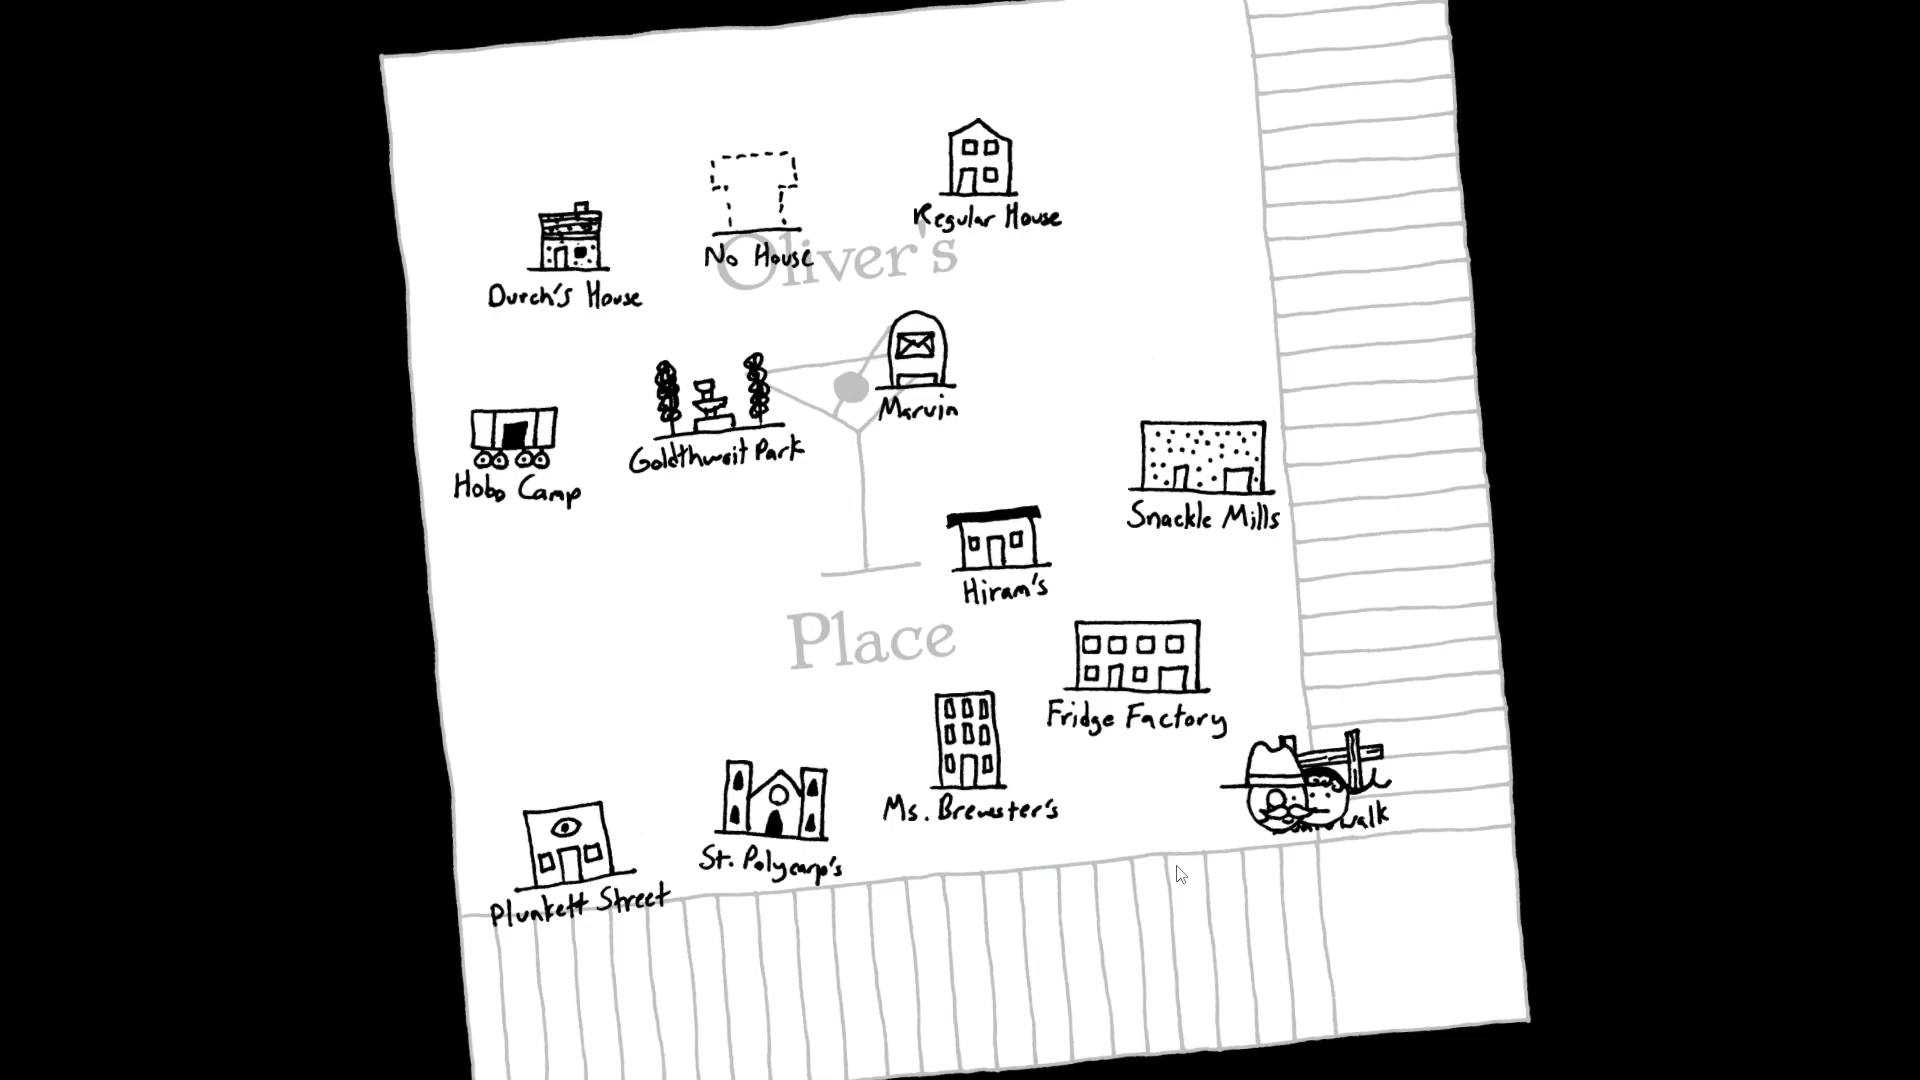 Regular House
No House
Oliver's
Durch's House
Marvin
Goldthwait Park
Hobo Camp
Snackle Mills
Hiram's
Place
Fridge Factory
Ms. Brewster's
St. Polycarp's
Plunkett Street